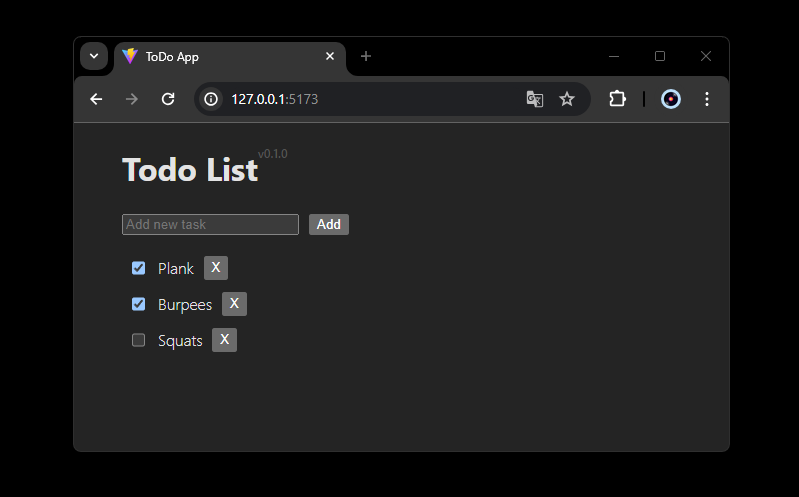 ToDo App
127.0.0.1:5173
Todo List v0.1.0
Add new task Add
Plank X
Burpees X
Squats X